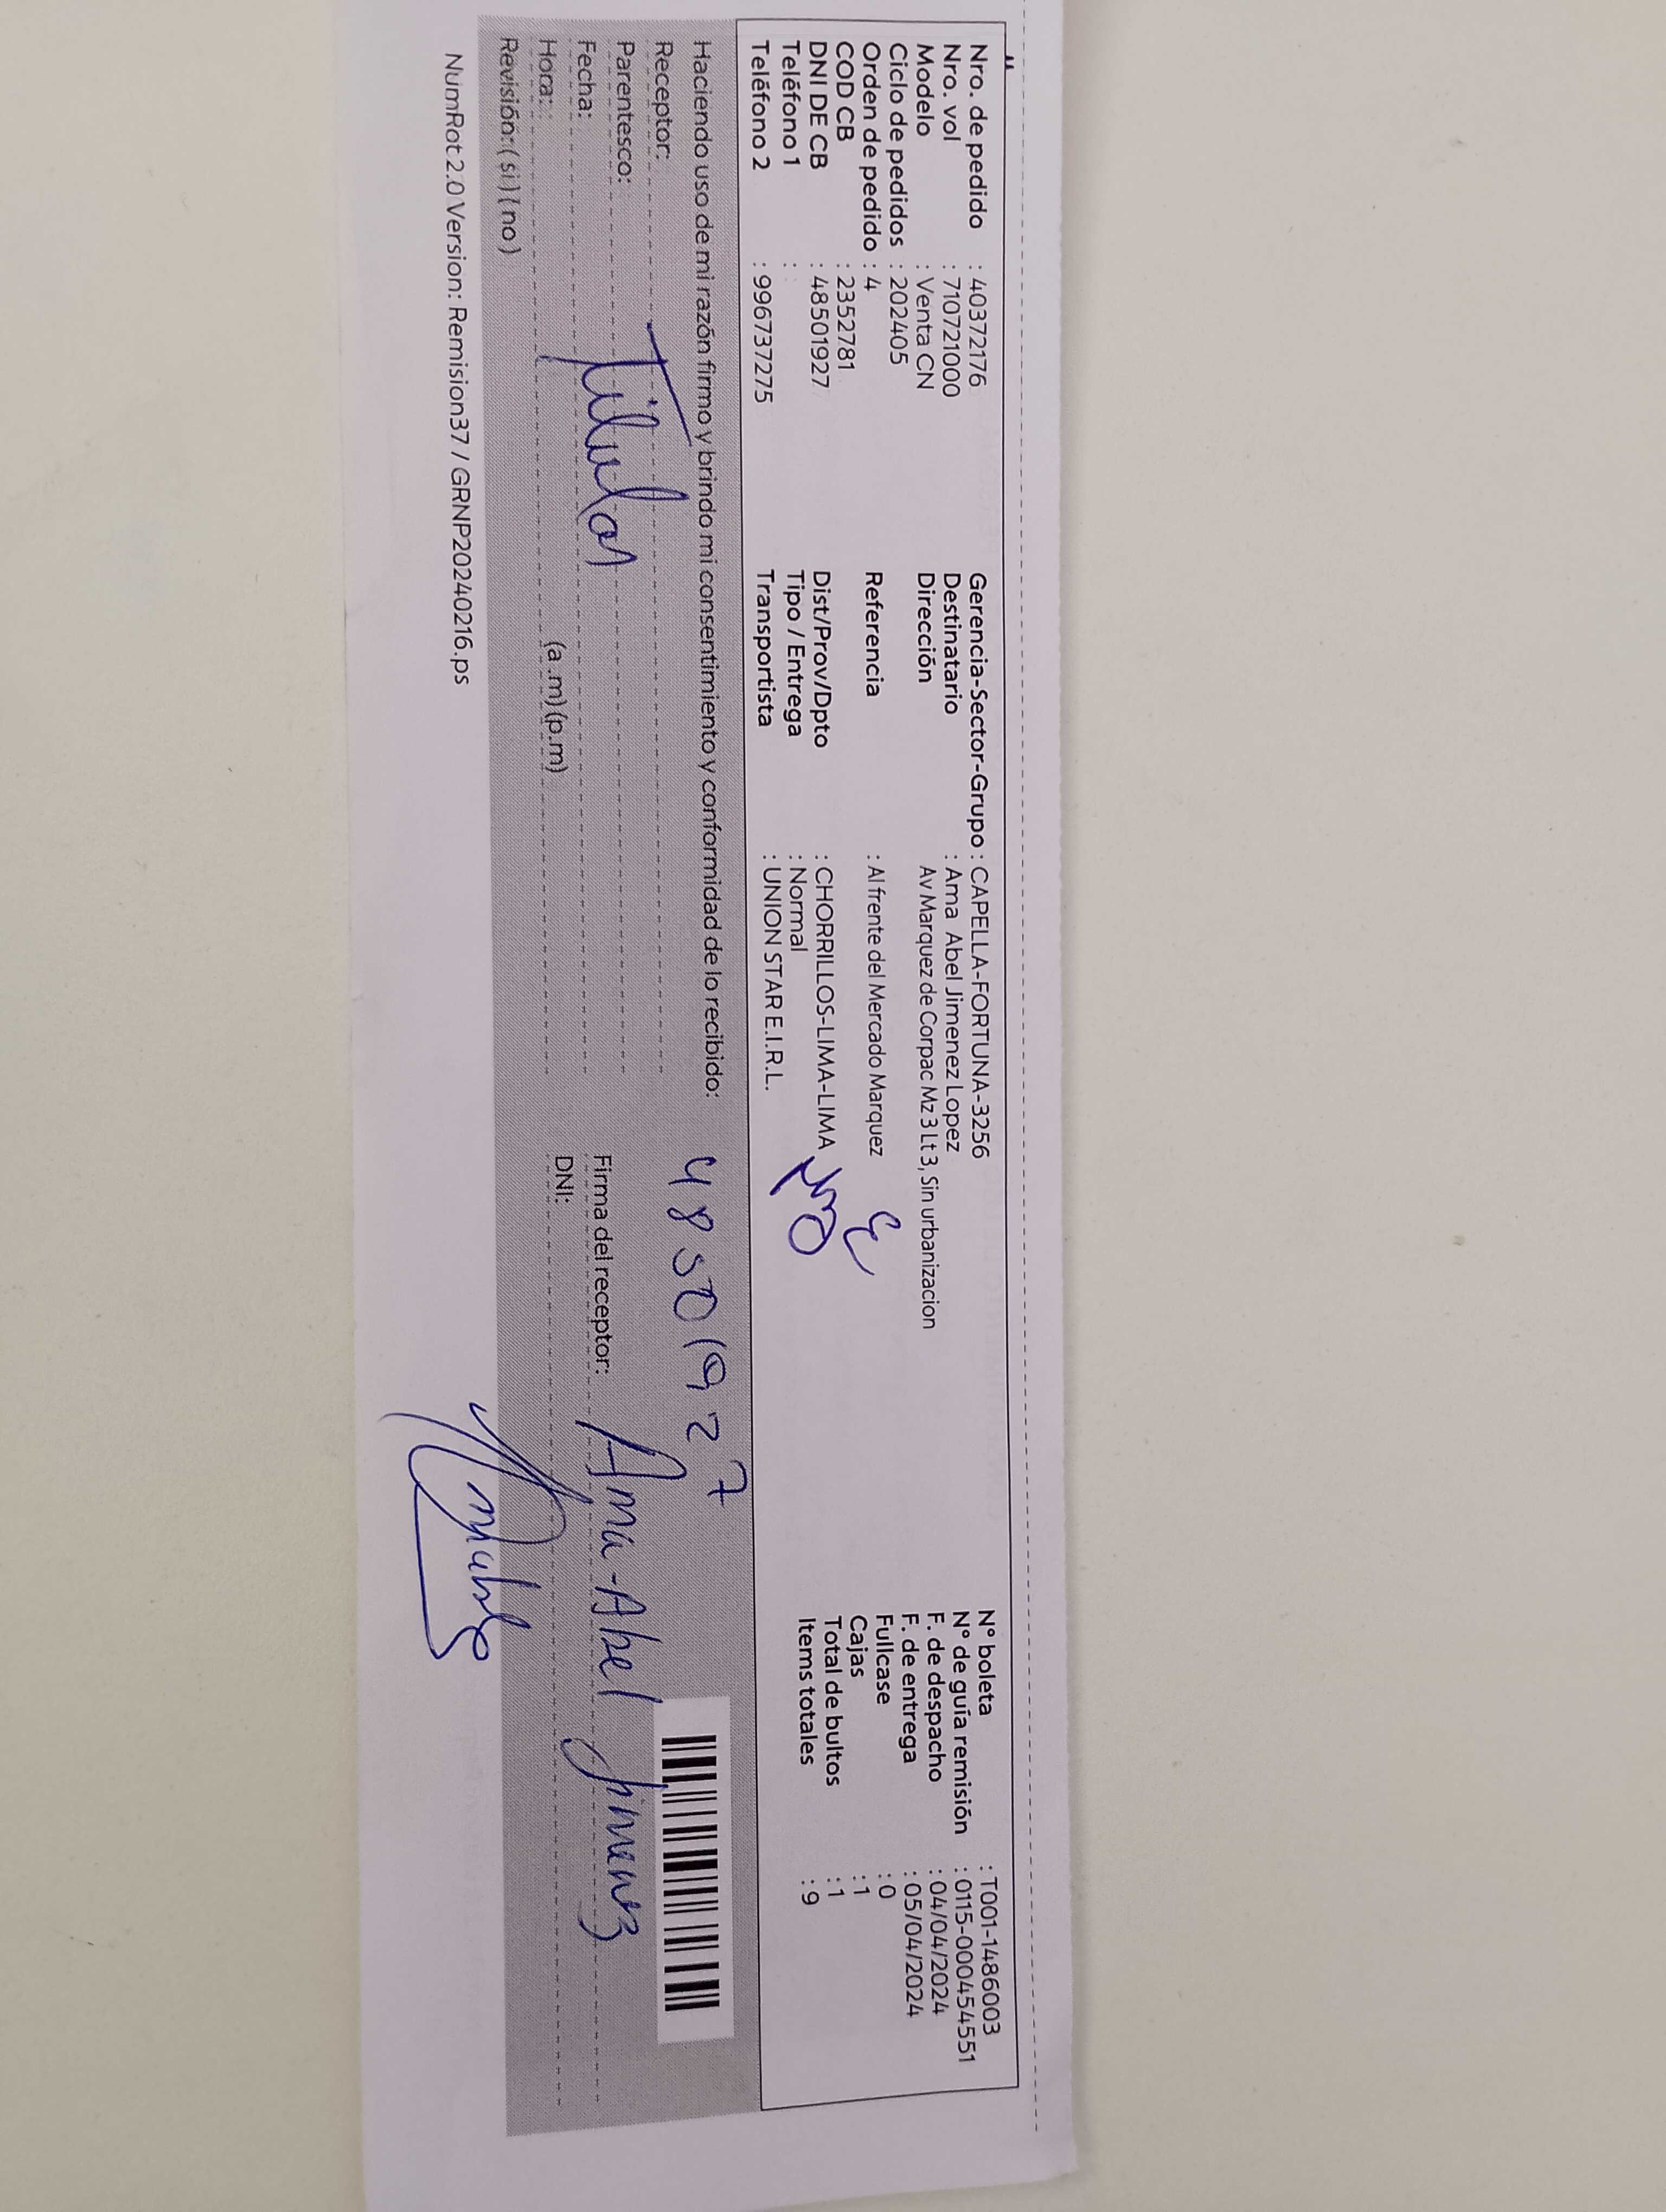 Nro. de pedido : 40372176
Nro. vol : 710721000
Modelo : Venta CN
Ciclo de pedidos : 202405
Orden de pedido : 4
COD CB : 2352781
DNI DE CB : 48501927
Teléfono 1 :
Teléfono 2 : 996737275
Gerencia-Sector-Grupo : CAPELLA-FORTUNA-3256
Destinatario : Ama Abel Jimenez Lopez
Dirección Av Marquez de Corpac Mz 3 Lt 3, Sin urbanizacion
Referencia : Al frente del Mercado Marquez
Dist/Prov/Dpto : CHORRILLOS-LIMA-LIMA
Tipo / Entrega : Normal
Transportista : UNION STAR E.I.R.L.
N° boleta : T001-1486003
N° de guía remisión : 0115-000454551
F. de despacho : 04/04/2024
F. de entrega : 05/04/2024
Fullcase : 0
Cajas : 1
Total de bultos : 1
Items totales : 9
Haciendo uso de mi razón firmo y brindo mi consentimiento y conformidad de lo recibido:
48501927
Receptor:
Parentesco: Titular
Fecha:
Hora: (a .m) (p.m)
Revisión: ( si ) ( no )
Firma del receptor: Ama Abel Jimenez
DNI:
NumRot 2.0 Version: Remision37 / GRNP20240216.ps